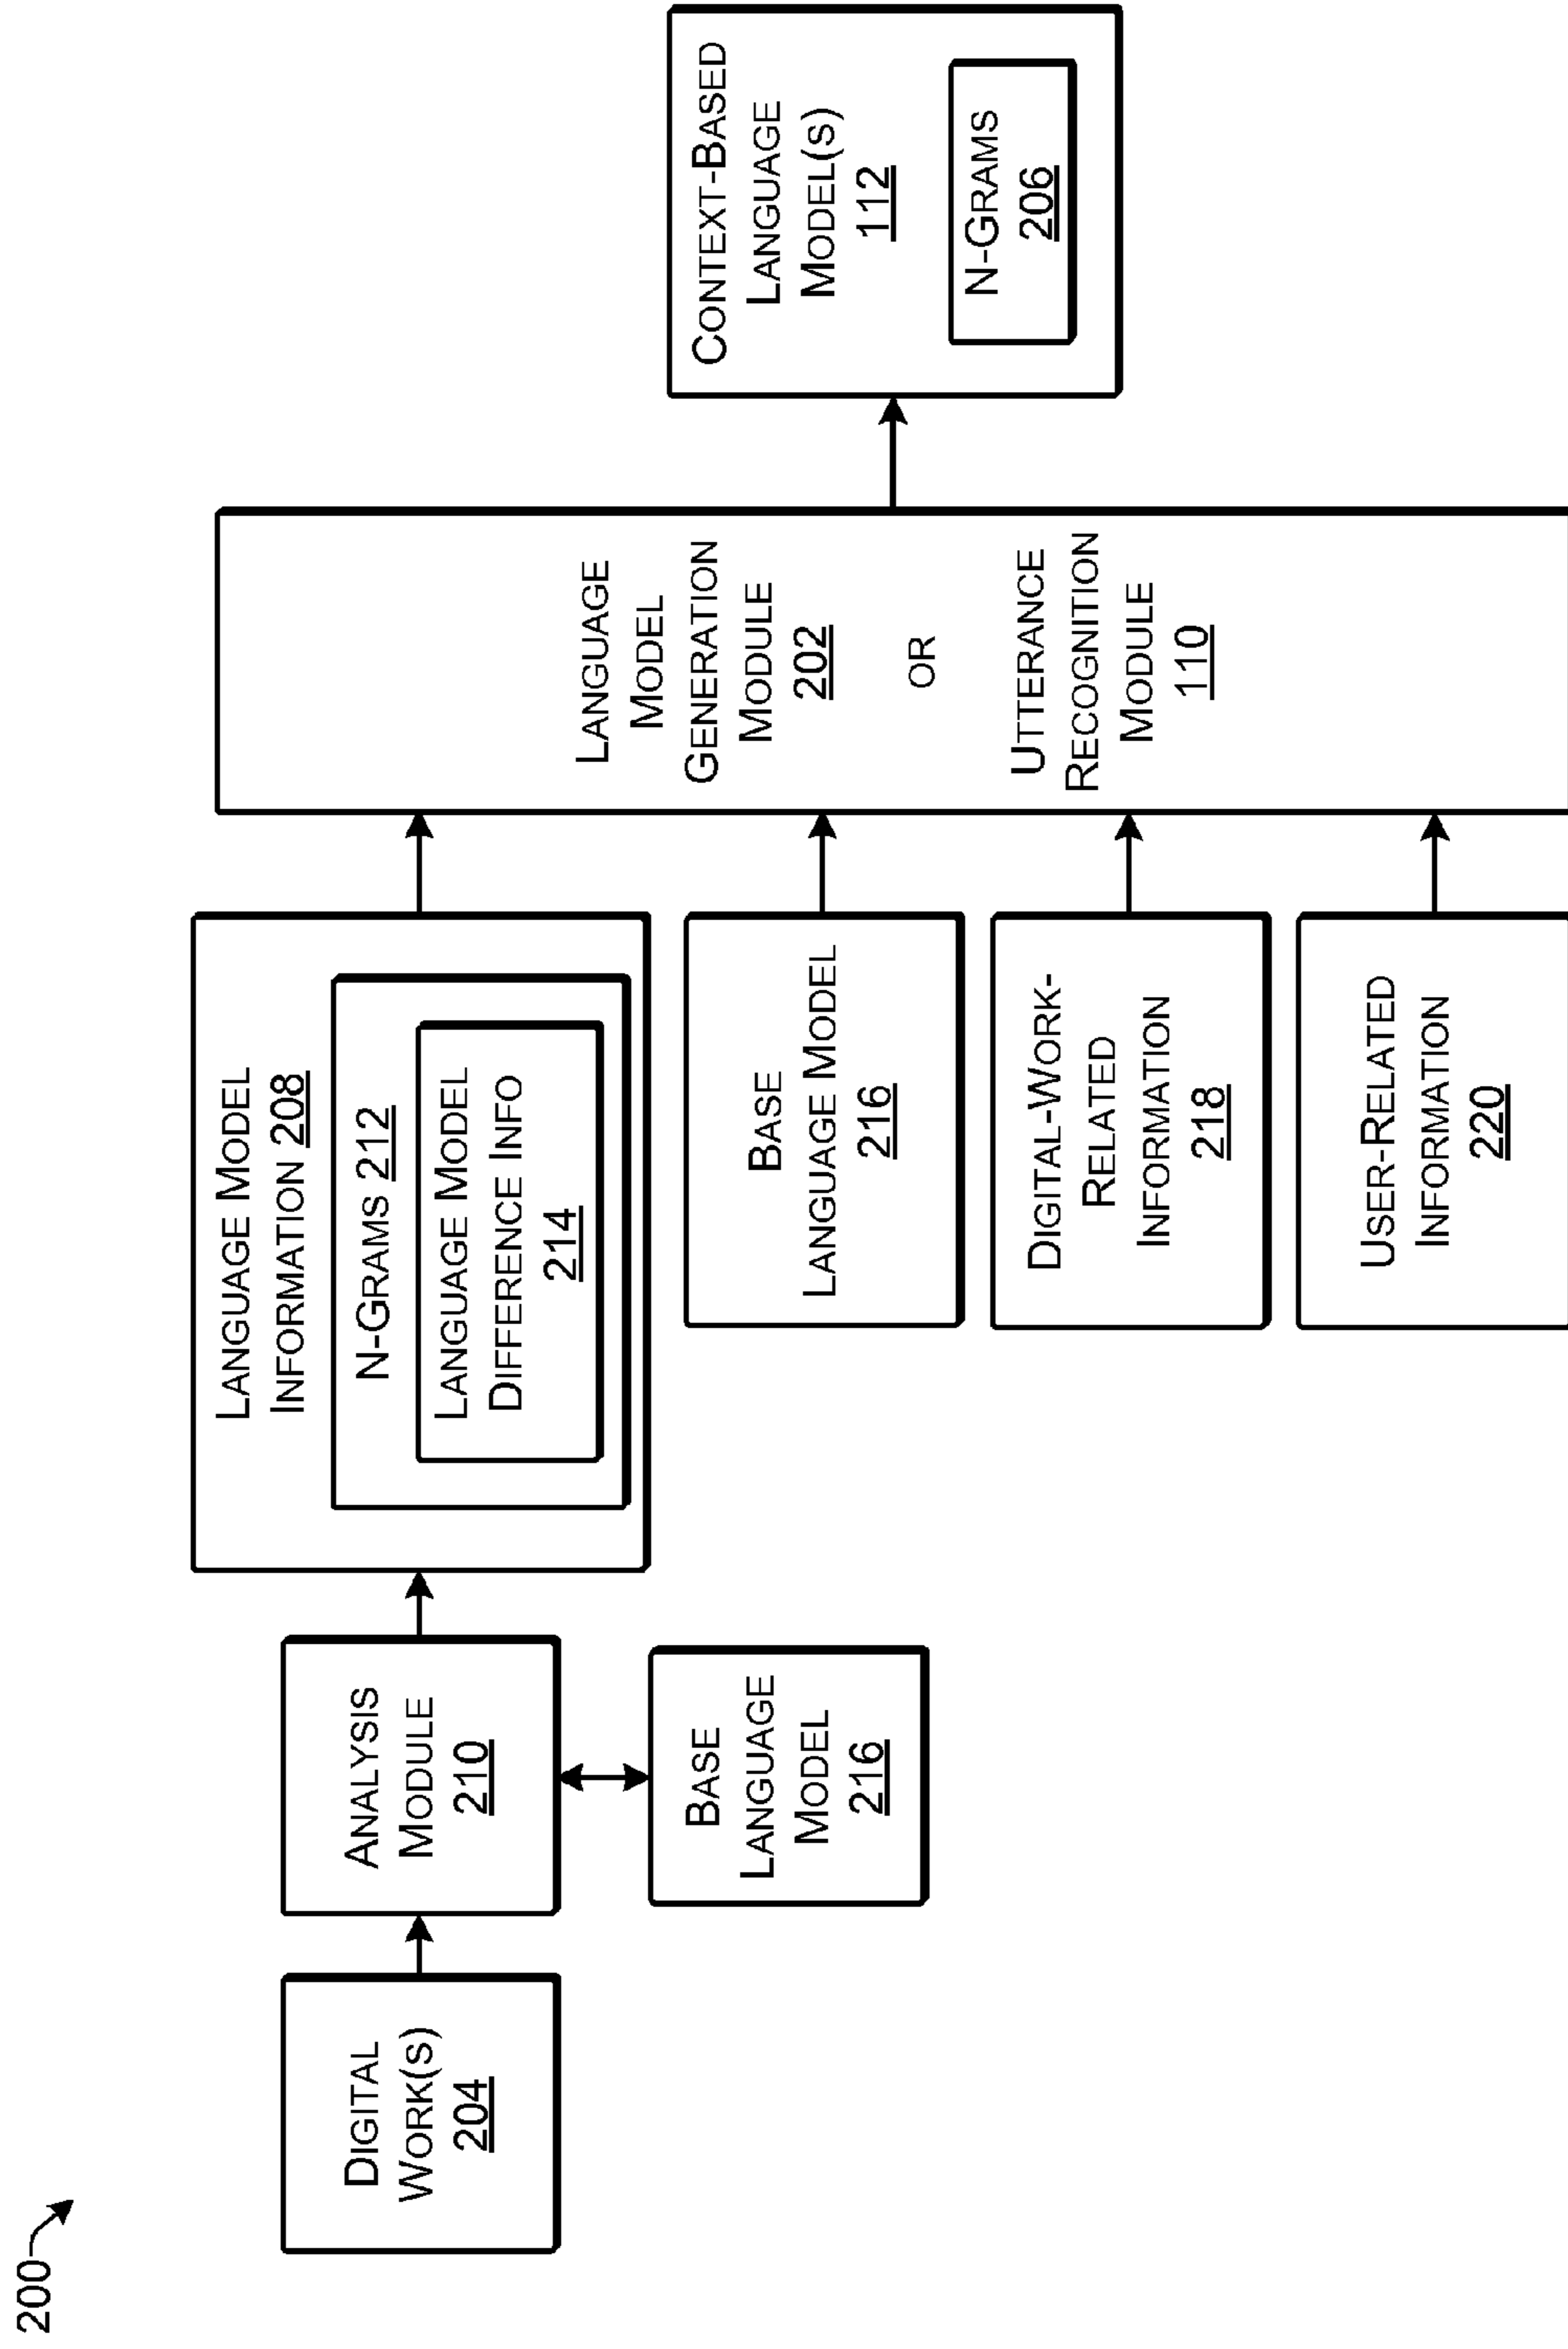 200
DIGITAL
WORK(S)
204
ANALYSIS
MODULE
210
BASE
LANGUAGE
MODEL
216
LANGUAGE MODEL
INFORMATION 208
N-GRAMS 212
LANGUAGE MODEL
DIFFERENCE INFO
214
BASE
LANGUAGE MODEL
216
DIGITAL-WORK-
RELATED
INFORMATION
218
USER-RELATED
INFORMATION
220
LANGUAGE
MODEL
GENERATION
MODULE
202
OR
UTTERANCE
RECOGNITION
MODULE
110
CONTEXT-BASED
LANGUAGE
MODEL(S)
112
N-GRAMS
206